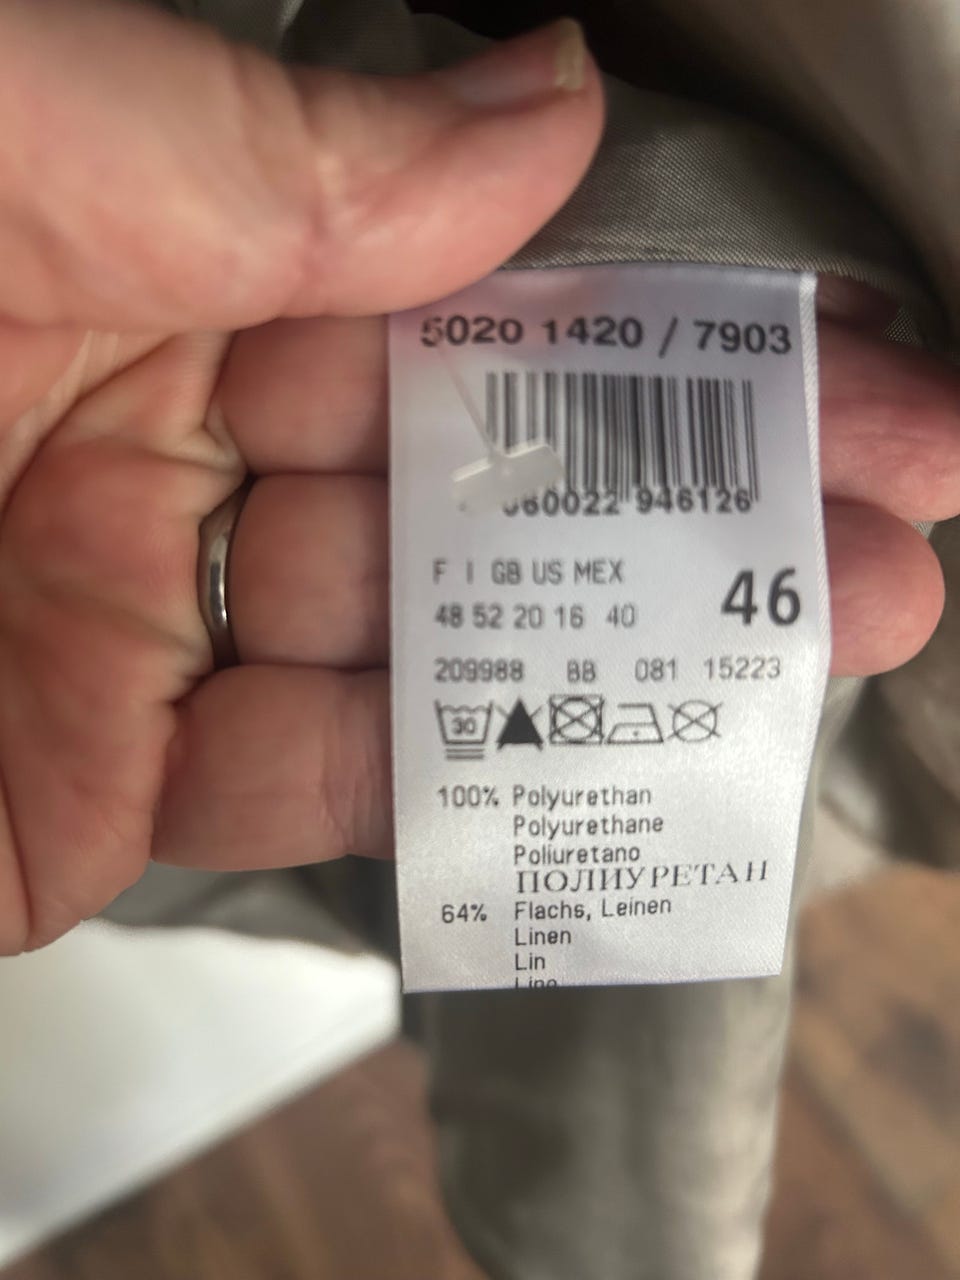 5020 1420 / 7903
060022 946126
F I GB US MEX
48 52 20 16 40
46
209988 BB 081 15223
30
100% Polyurethan
Polyurethane
Poliuretano
ПОЛИУРЕТАН
64% Flachs, Leinen
Linen
Lin
Lino